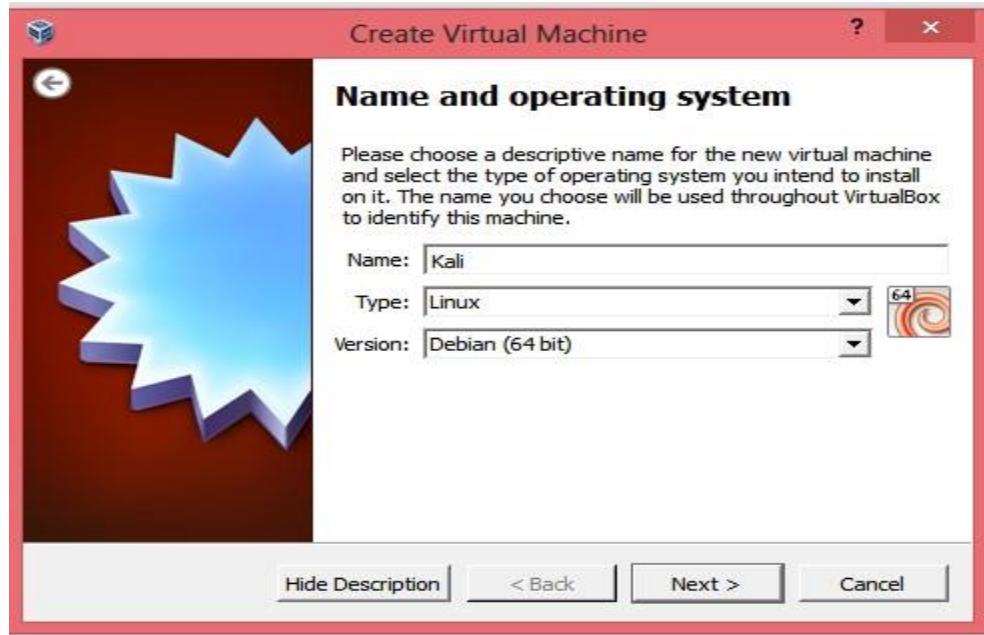 Create Virtual Machine
? ×
Name and operating system
Please choose a descriptive name for the new virtual machine
and select the type of operating system you intend to install
on it. The name you choose will be used throughout VirtualBox
to identify this machine.
Name: Kali
Type: Linux
64
Version: Debian (64 bit)
Hide Description < Back Next > Cancel